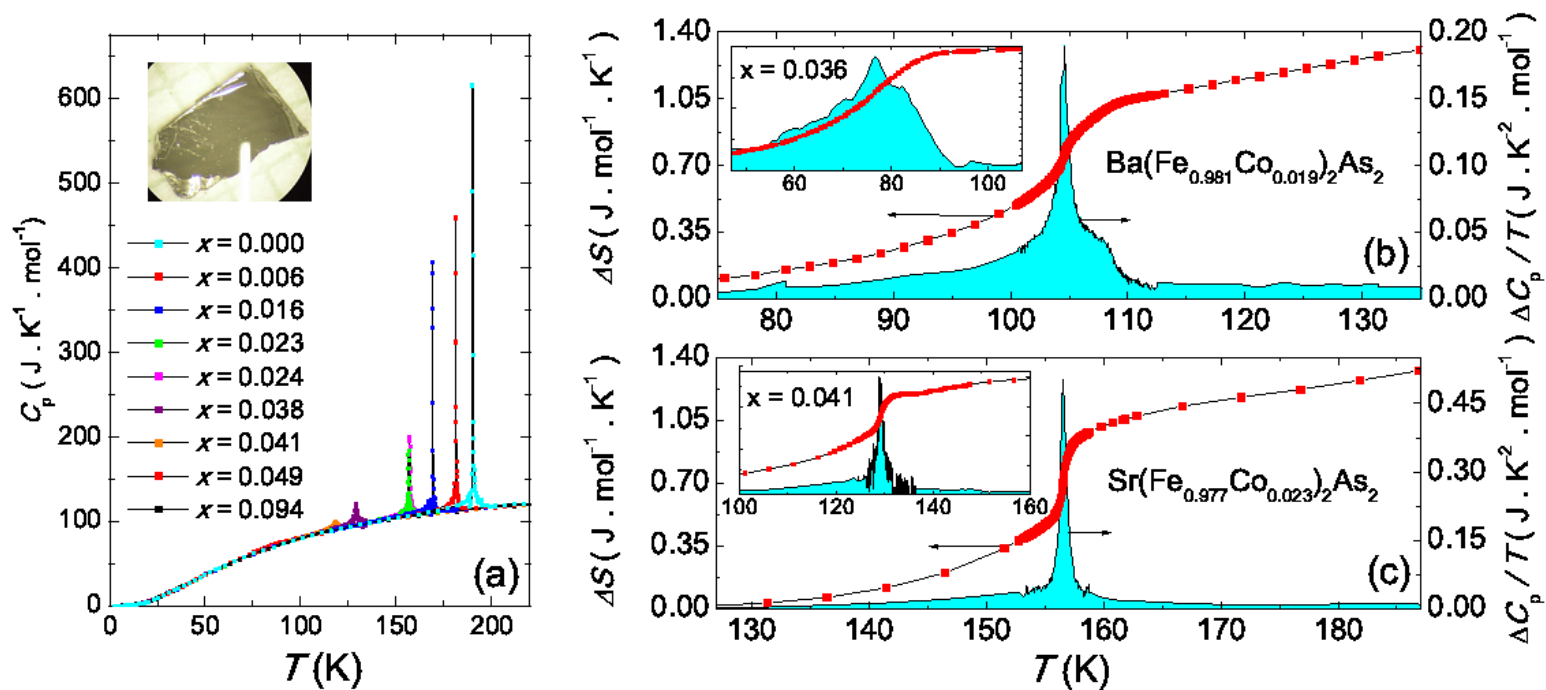 600
500
400
300
200
100
0
C_p ( J . K^-1 . mol^-1)
x = 0.000
x = 0.006
x = 0.016
x = 0.023
x = 0.024
x = 0.038
x = 0.041
x = 0.049
x = 0.094
(a)
0 50 100 150 200
T (K)
1.40
1.05
0.70
0.35
0.00
ΔS ( J . mol^-1 . K^-1)
x = 0.036
60 80 100
Ba(Fe_0.981Co_0.019)_2As_2
(b)
0.20
0.15
0.10
0.05
0.00
ΔC_p /T ( J . K^-2 . mol^-1)
80 90 100 110 120 130
1.40
1.05
0.70
0.35
0.00
ΔS ( J . mol^-1 . K^-1)
x = 0.041
100 120 140 160
Sr(Fe_0.977Co_0.023)_2As_2
(c)
0.45
0.30
0.15
0.00
ΔC_p /T ( J . K^-2 . mol^-1)
130 140 150 160 170 180
T (K)